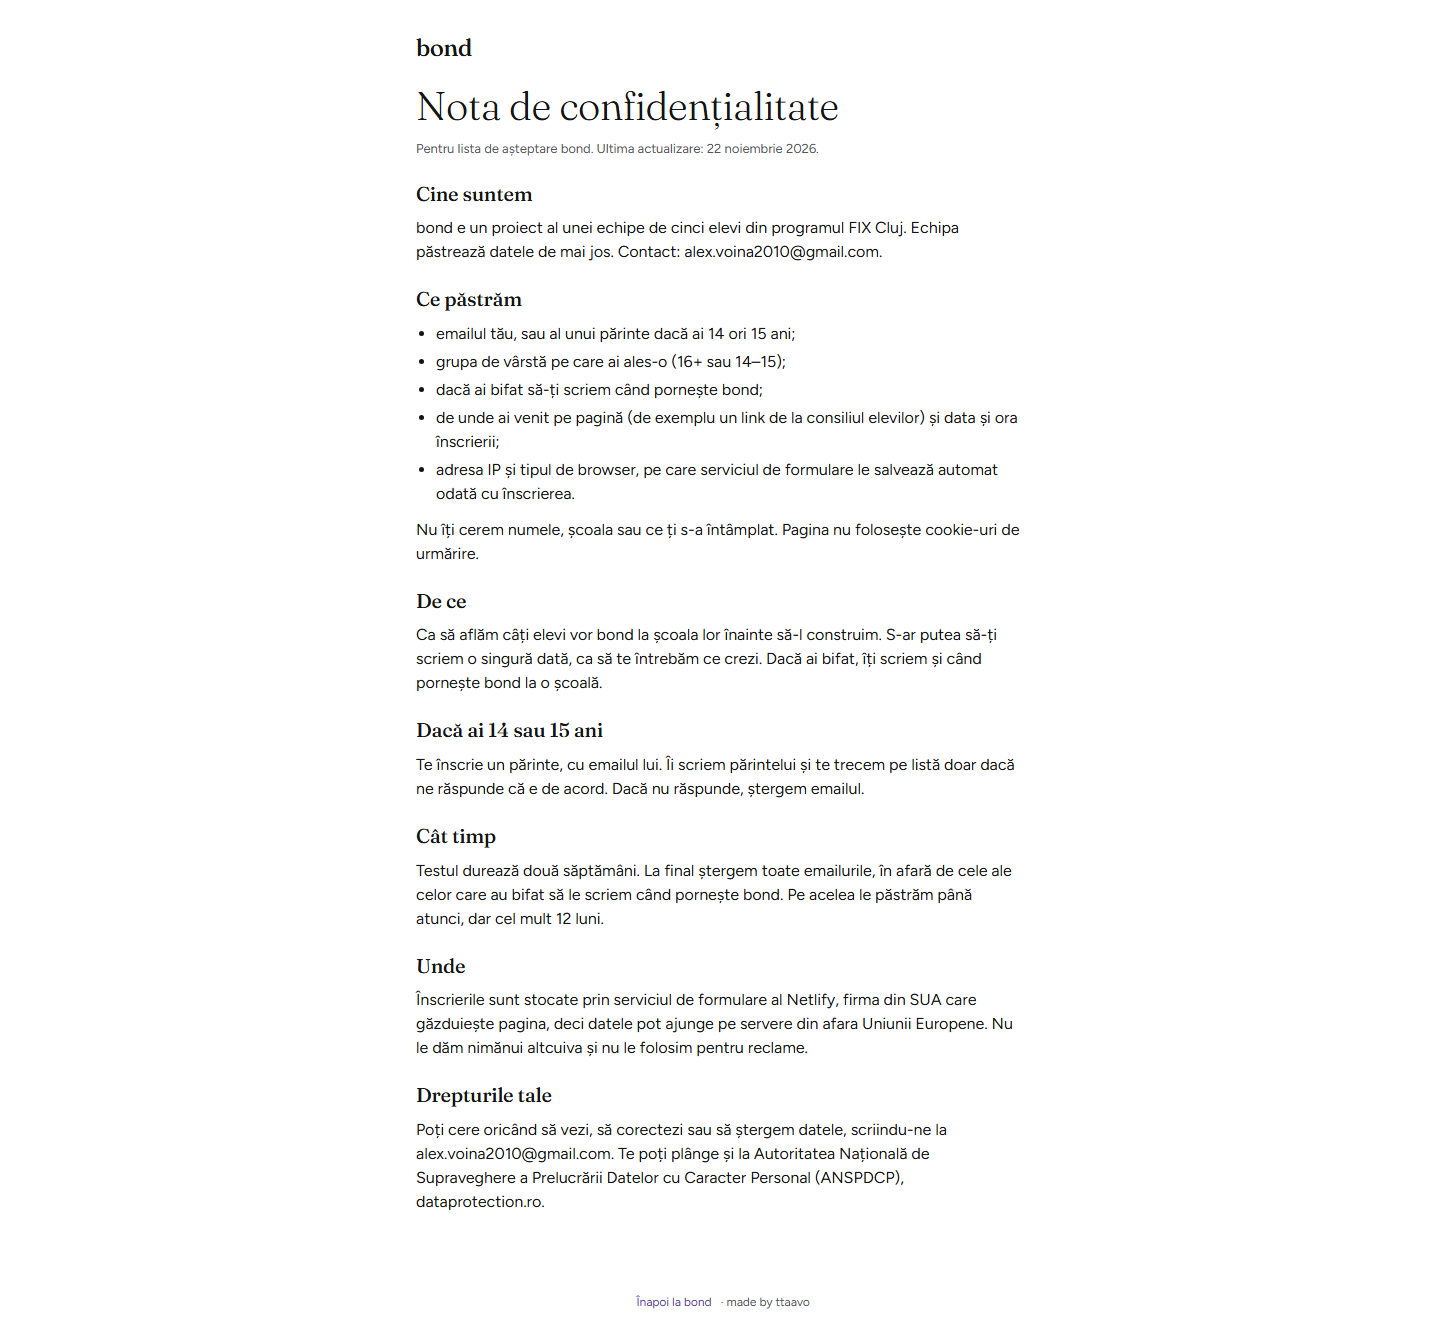 bond
Nota de confidențialitate
Pentru lista de așteptare bond. Ultima actualizare: 22 noiembrie 2026.
Cine suntem
bond e un proiect al unei echipe de cinci elevi din programul FIX Cluj. Echipa
păstrează datele de mai jos. Contact: alex.voina2010@gmail.com.
Ce păstrăm
• emailul tău, sau al unui părinte dacă ai 14 ori 15 ani;
• grupa de vârstă pe care ai ales-o (16+ sau 14–15);
• dacă ai bifat să-ți scriem când pornește bond;
• de unde ai venit pe pagină (de exemplu un link de la consiliul elevilor) și data și ora
înscrierii;
• adresa IP și tipul de browser, pe care serviciul de formulare le salvează automat
odată cu înscrierea.
Nu îți cerem numele, școala sau ce ți s-a întâmplat. Pagina nu folosește cookie-uri de
urmărire.
De ce
Ca să aflăm câți elevi vor bond la școala lor înainte să-l construim. S-ar putea să-ți
scriem o singură dată, ca să te întrebăm ce crezi. Dacă ai bifat, îți scriem și când
pornește bond la o școală.
Dacă ai 14 sau 15 ani
Te înscrie un părinte, cu emailul lui. Îi scriem părintelui și te trecem pe listă doar dacă
ne răspunde că e de acord. Dacă nu răspunde, ștergem emailul.
Cât timp
Testul durează două săptămâni. La final ștergem toate emailurile, în afară de cele ale
celor care au bifat să le scriem când pornește bond. Pe acelea le păstrăm până
atunci, dar cel mult 12 luni.
Unde
Înscrierile sunt stocate prin serviciul de formulare al Netlify, firma din SUA care
găzduiește pagina, deci datele pot ajunge pe servere din afara Uniunii Europene. Nu
le dăm nimănui altcuiva și nu le folosim pentru reclame.
Drepturile tale
Poți cere oricând să vezi, să corectezi sau să ștergem datele, scriindu-ne la
alex.voina2010@gmail.com. Te poți plânge și la Autoritatea Națională de
Supraveghere a Prelucrării Datelor cu Caracter Personal (ANSPDCP),
dataprotection.ro.
Înapoi la bond · made by ttaavo